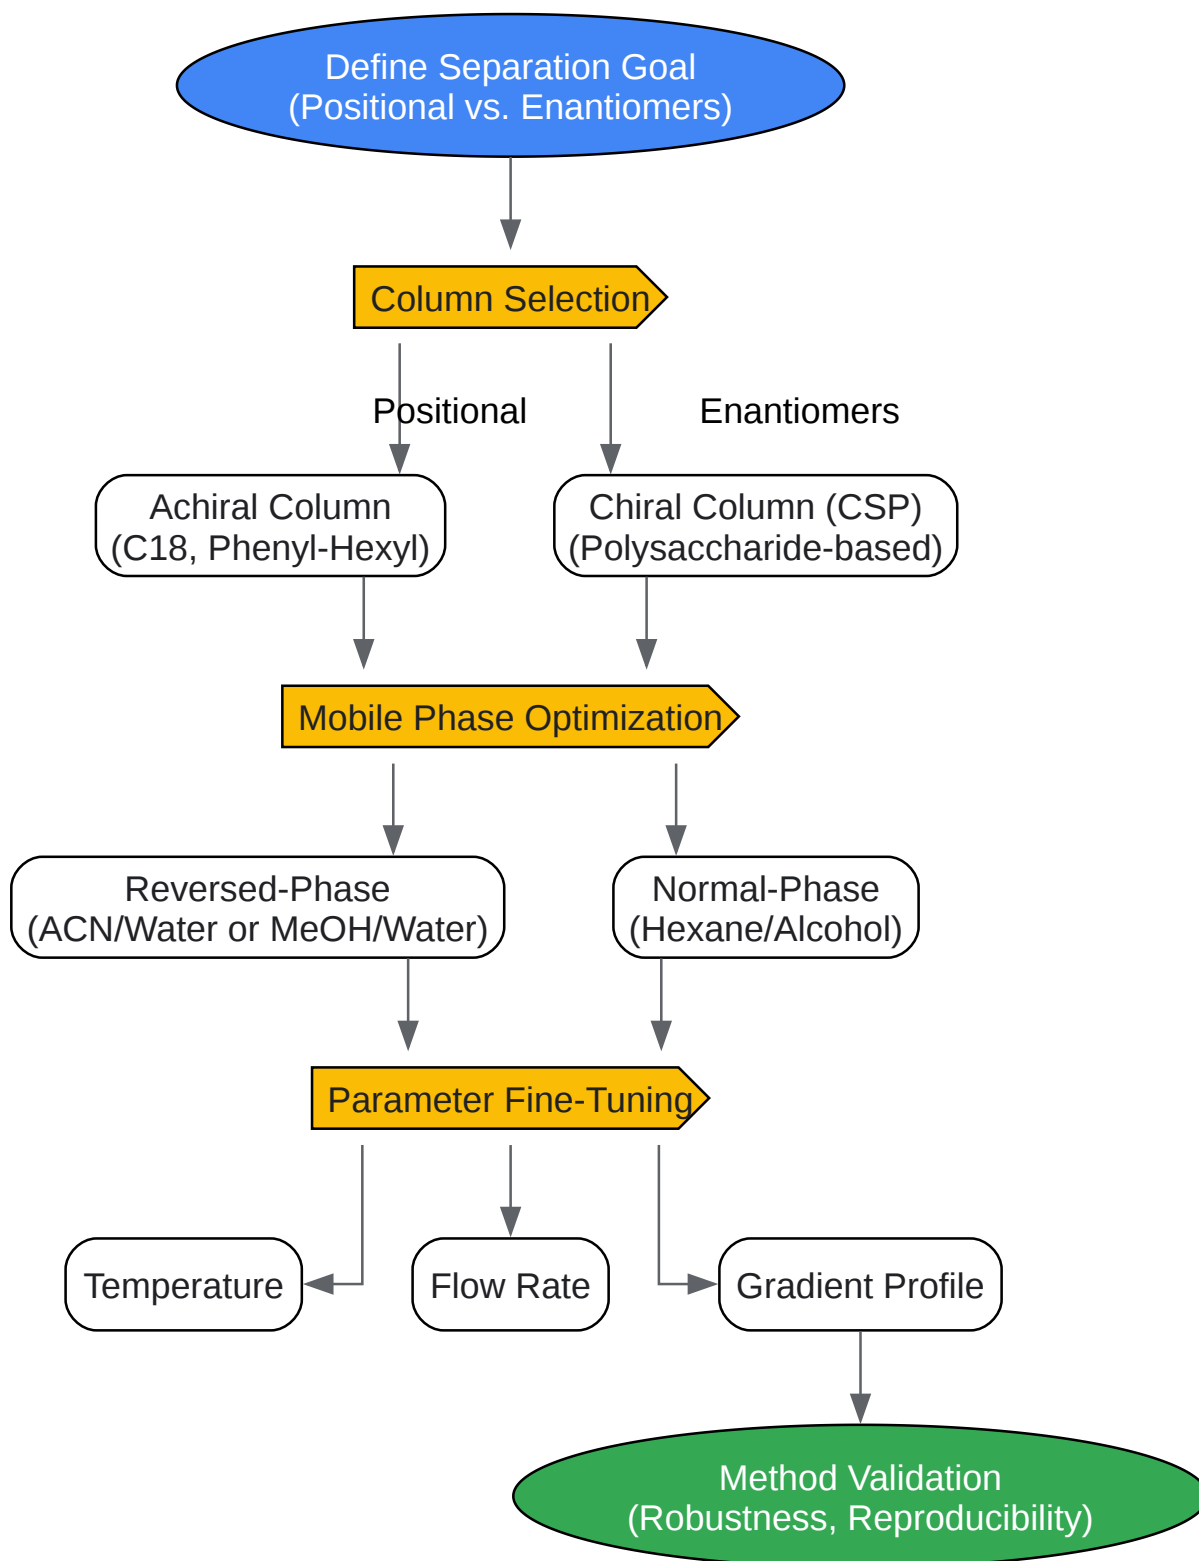 Define Separation Goal
(Positional vs. Enantiomers)
Column Selection
Positional
Enantiomers
Achiral Column
(C18, Phenyl-Hexyl)
Chiral Column (CSP)
(Polysaccharide-based)
Mobile Phase Optimization
Reversed-Phase
(ACN/Water or MeOH/Water)
Normal-Phase
(Hexane/Alcohol)
Parameter Fine-Tuning
Temperature
Flow Rate
Gradient Profile
Method Validation
(Robustness, Reproducibility)